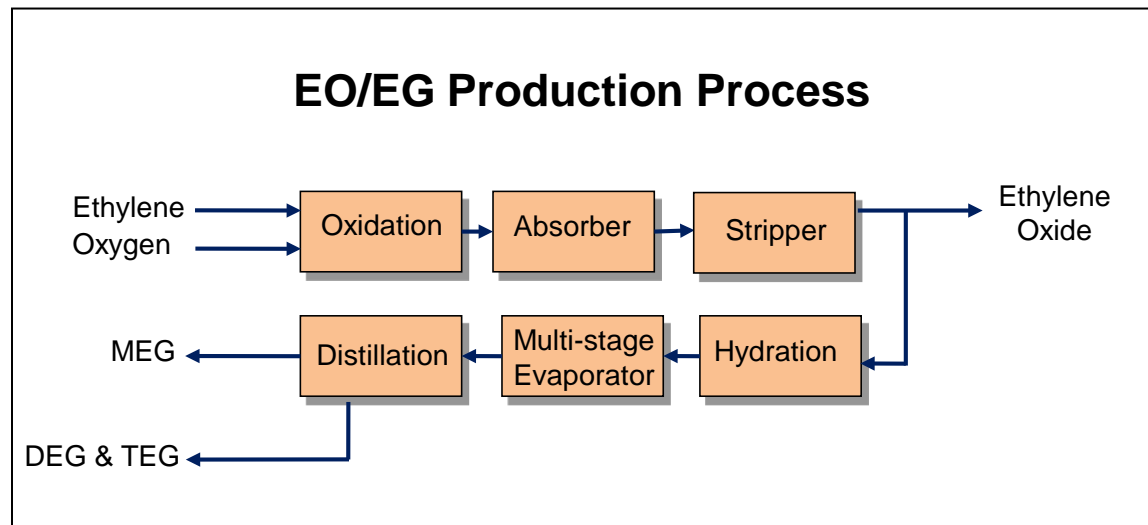 EO/EG Production Process
Ethylene
Oxygen
Oxidation
Absorber
Stripper
Ethylene
Oxide
MEG
Distillation
Multi-stage
Evaporator
Hydration
DEG & TEG